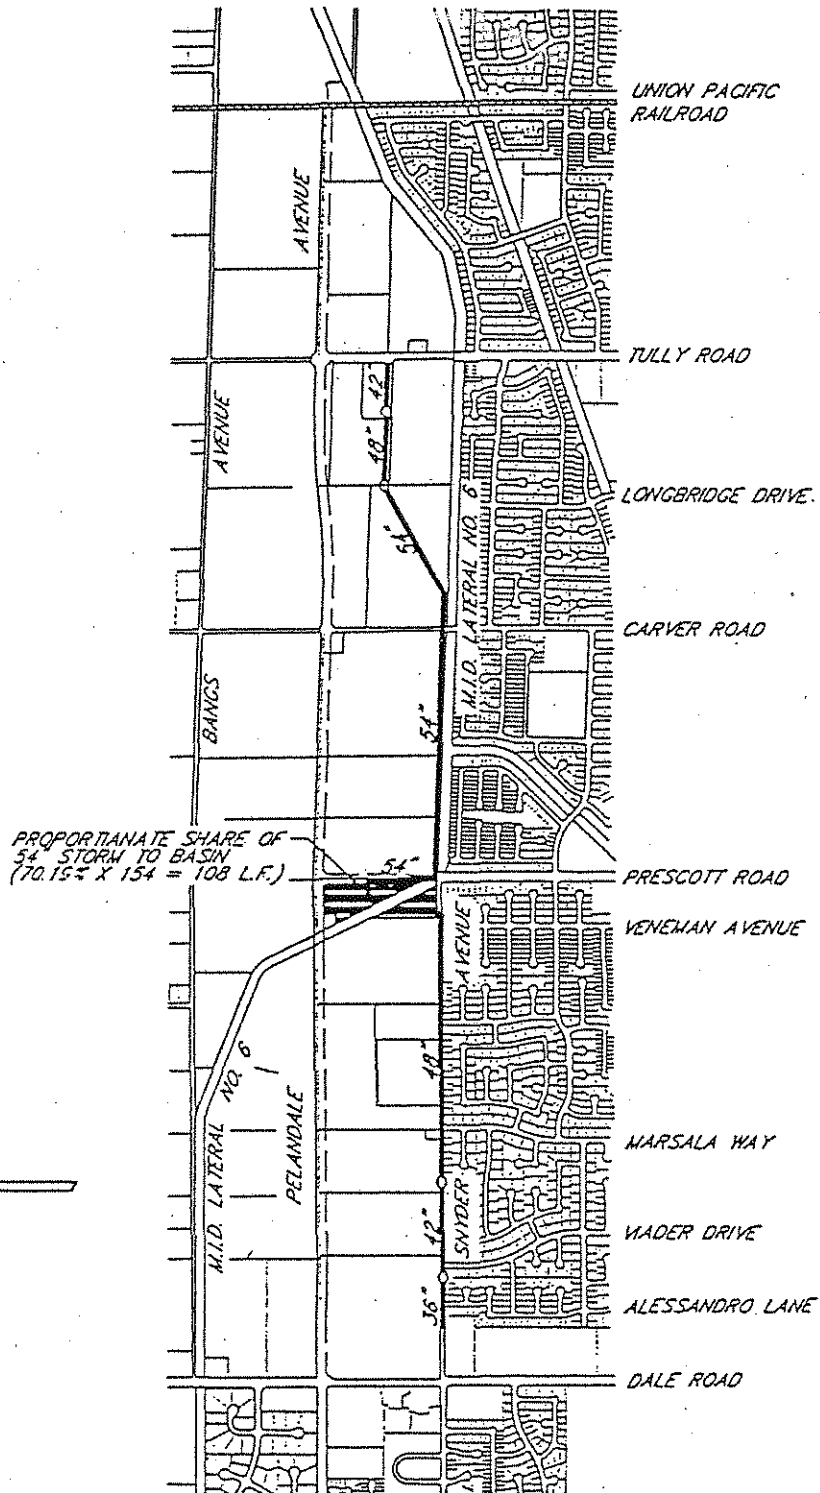 UNION PACIFIC
RAILROAD
AVENUE
TULLY ROAD
42"
AVENUE
48"
LONGBRIDGE DRIVE.
54"
M.I.D. LATERAL NO. 6
CARVER ROAD
BANGS
54"
PROPORTIANATE SHARE OF
54" STORM TO BASIN
(70.19% X 154 = 108 L.F.)
54"
PRESCOTT ROAD
AVENUE
VENEMAN AVENUE
48"
NO. 6
PELANDALE
M.I.D. LATERAL
MARSALA WAY
SNYDER
42"
VIADER DRIVE
36"
ALESSANDRO LANE
DALE ROAD